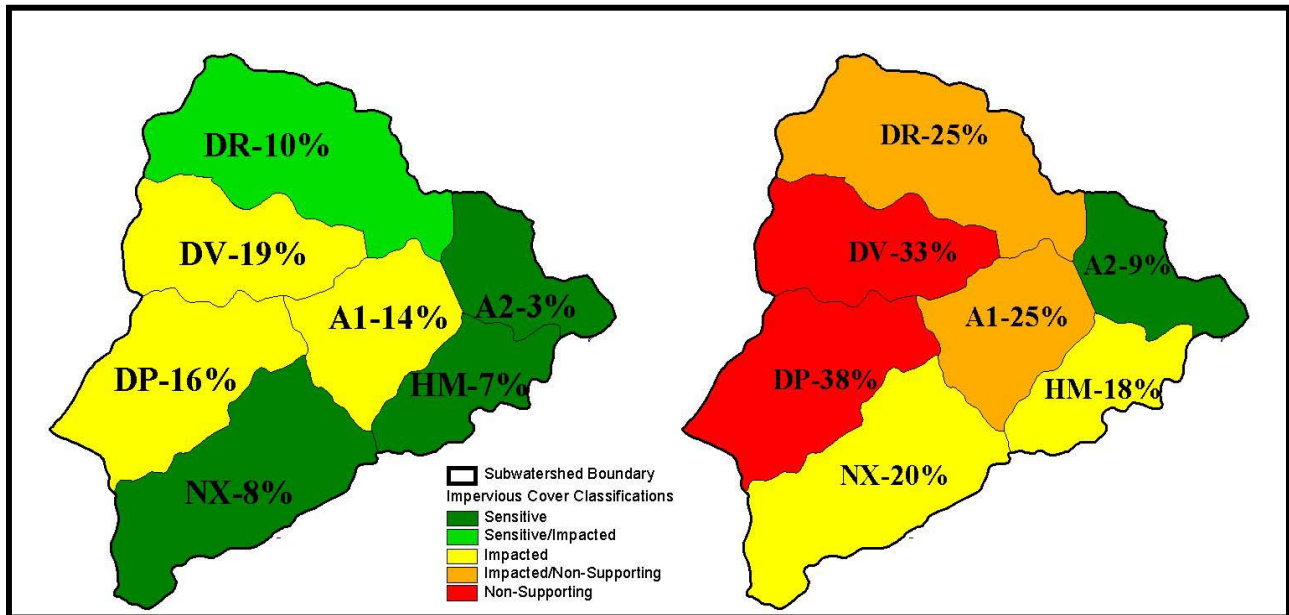 DR-10%
DV-19%
A1-14%
A2-3%
DP-16%
HM-7%
NX-8%
Subwatershed Boundary
Impervious Cover Classifications
Sensitive
Sensitive/Impacted
Impacted
Impacted/Non-Supporting
Non-Supporting
DR-25%
DV-33%
A2-9%
A1-25%
DP-38%
HM-18%
NX-20%